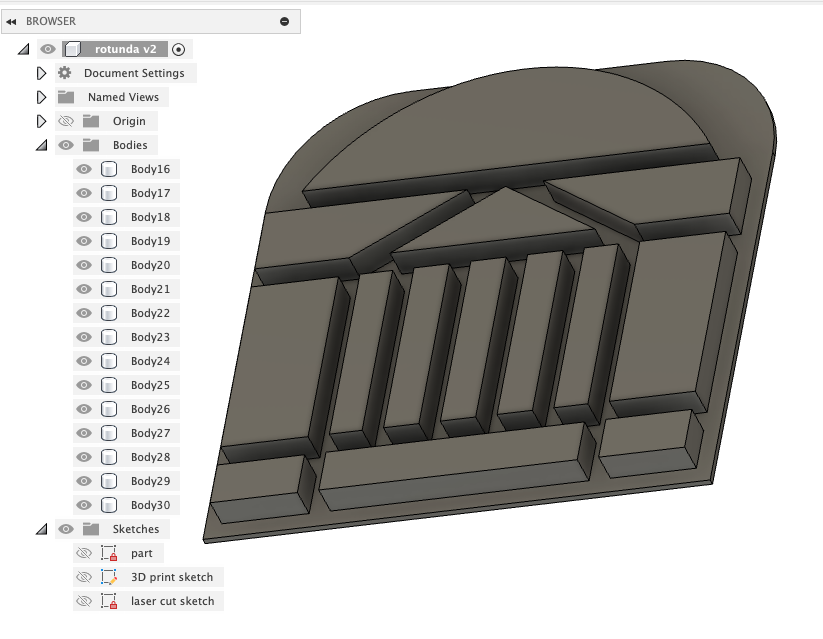 BROWSER
rotunda v2
Document Settings
Named Views
Origin
Bodies
Body16
Body17
Body18
Body19
Body20
Body21
Body22
Body23
Body24
Body25
Body26
Body27
Body28
Body29
Body30
Sketches
part
3D print sketch
laser cut sketch